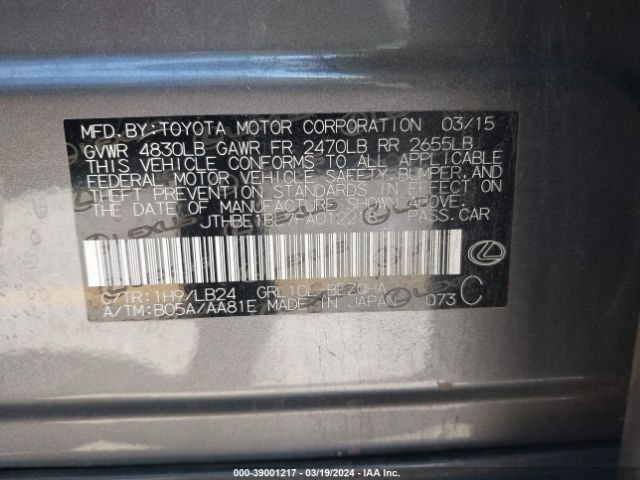 MFD.BY:TOYOTA MOTOR CORPORATION 03/15
GVWR 4830LB GAWR FR 2470LB RR 2655LB
THIS VEHICLE CONFORMS TO ALL APPLICABLE
FEDERAL MOTOR VEHICLE SAFETY, BUMPER, AND
THEFT PREVENTION STANDARDS IN EFFECT ON
THE DATE OF MANUFACTURE SHOWN ABOVE.
PASS.CAR
LEXUS
C/TR:1H9/LB24
A/TM:B05A/AA81E MADE IN JAPAN 073 C
00-39001217 - 03/19/2024 - IAA Inc.